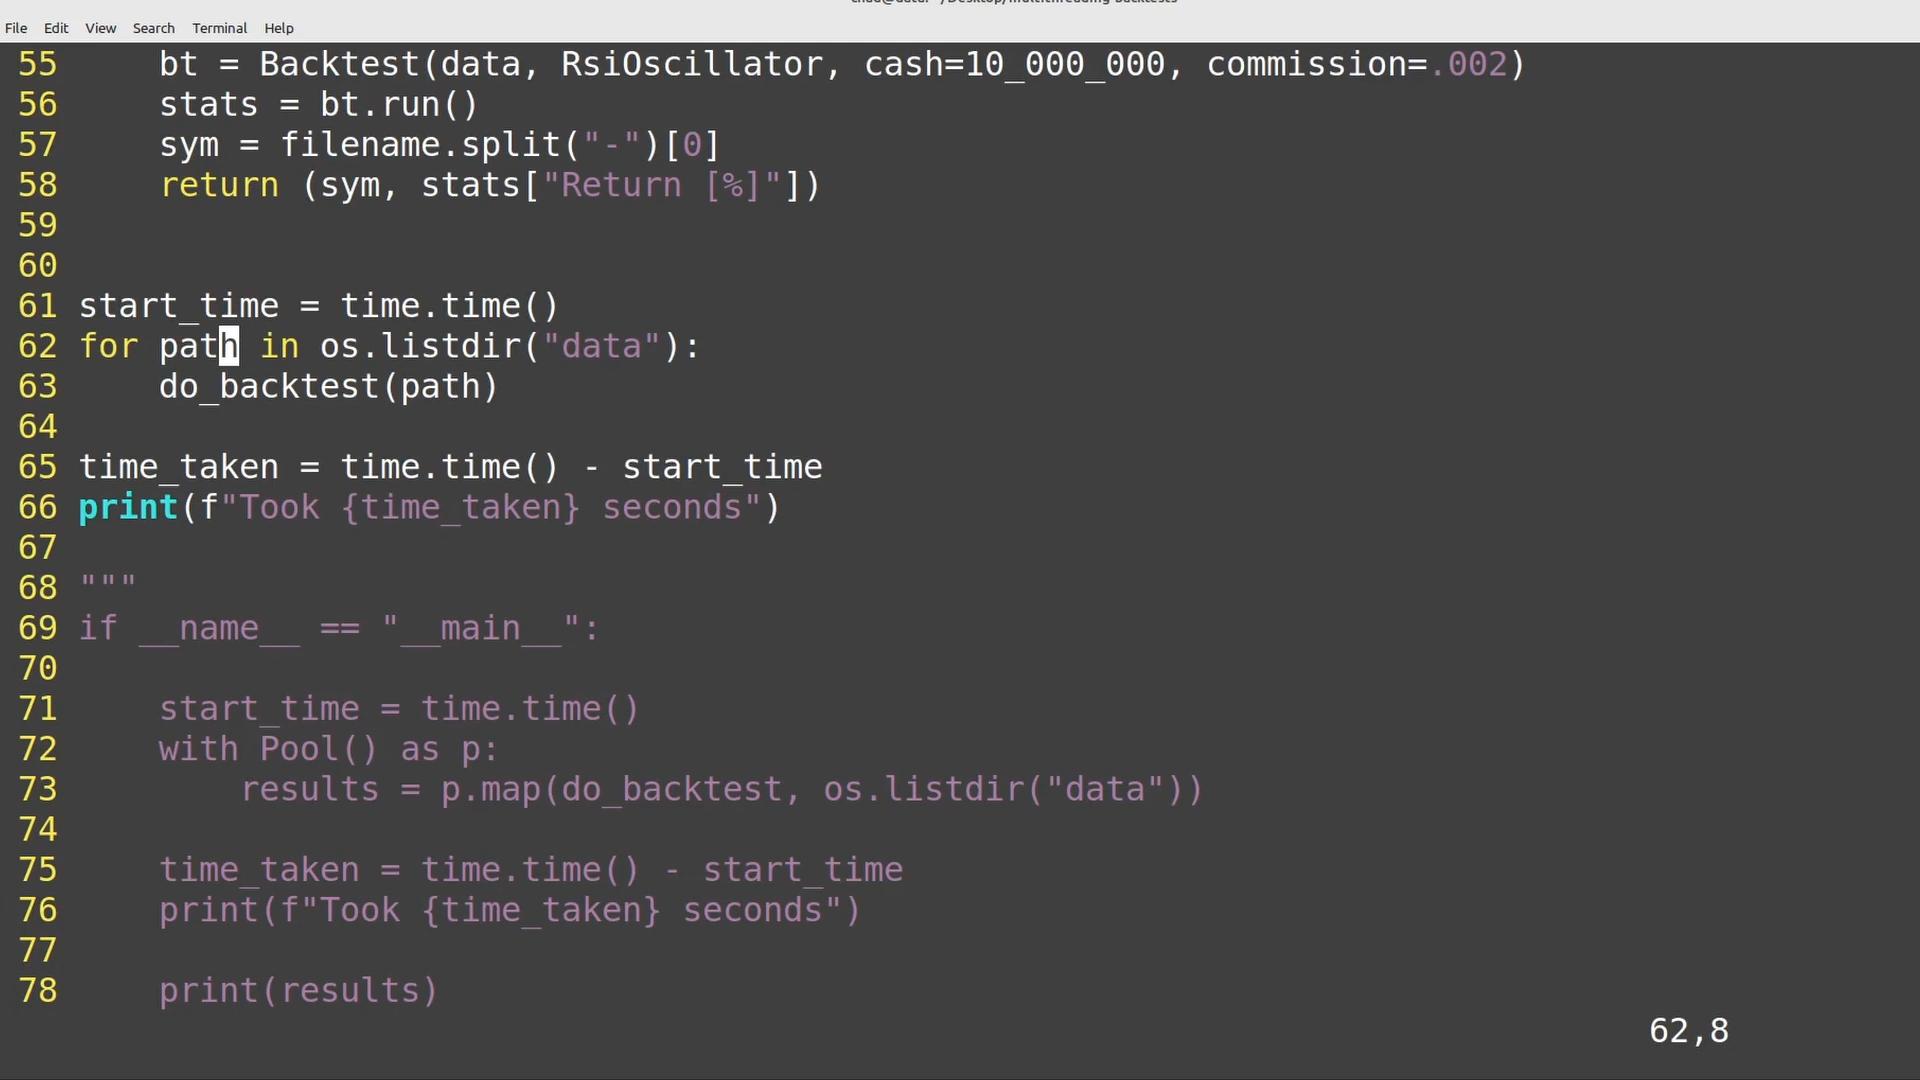 File Edit View Search Terminal Help
55 bt = Backtest(data, RsiOscillator, cash=10_000_000, commission=.002)
56 stats = bt.run()
57 sym = filename.split("-")[0]
58 return (sym, stats["Return [%]"])
59
60
61 start_time = time.time()
62 for path in os.listdir("data"):
63 do_backtest(path)
64
65 time_taken = time.time() - start_time
66 print(f"Took {time_taken} seconds")
67
68 """
69 if __name__ == "__main__":
70
71 start_time = time.time()
72 with Pool() as p:
73 results = p.map(do_backtest, os.listdir("data"))
74
75 time_taken = time.time() - start_time
76 print(f"Took {time_taken} seconds")
77
78 print(results)
62,8